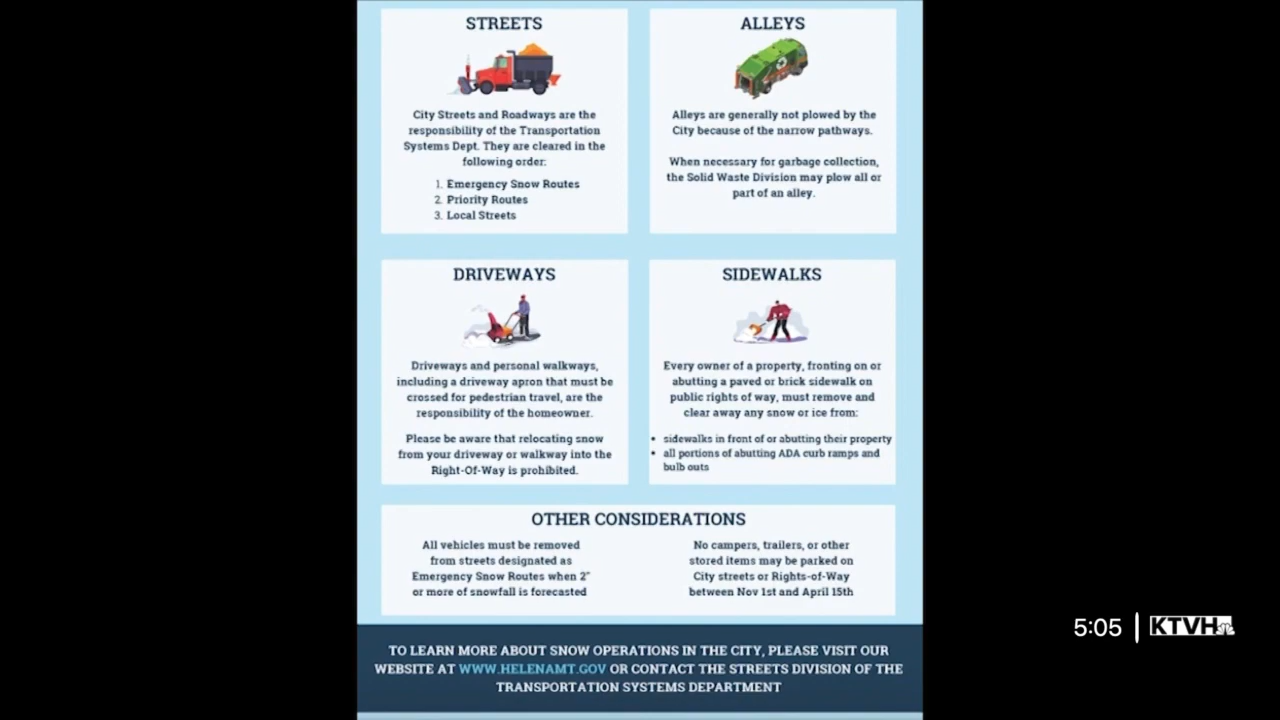 STREETS
City Streets and Roadways are the
responsibility of the Transportation
Systems Dept. They are cleared in the
following order:
1. Emergency Snow Routes
2. Priority Routes
3. Local Streets
ALLEYS
Alleys are generally not plowed by the
City because of the narrow pathways.
When necessary for garbage collection,
the Solid Waste Division may plow all or
part of an alley.
DRIVEWAYS
Driveways and personal walkways,
including a driveway apron that must be
crossed for pedestrian travel, are the
responsibility of the homeowner.
Please be aware that relocating snow
from your driveway or walkway into the
Right-Of-Way is prohibited.
SIDEWALKS
Every owner of a property, fronting on or
abutting a paved or brick sidewalk on
public rights of way, must remove and
clear away any snow or ice from:
• sidewalks in front of or abutting their property
• all portions of abutting ADA curb ramps and
bulb outs
OTHER CONSIDERATIONS
All vehicles must be removed
from streets designated as
Emergency Snow Routes when 2"
or more of snowfall is forecasted
No campers, trailers, or other
stored items may be parked on
City streets or Rights-of-Way
between Nov 1st and April 15th
TO LEARN MORE ABOUT SNOW OPERATIONS IN THE CITY, PLEASE VISIT OUR
WEBSITE AT WWW.HELENAMT.GOV OR CONTACT THE STREETS DIVISION OF THE
TRANSPORTATION SYSTEMS DEPARTMENT
5:05 | KTVH